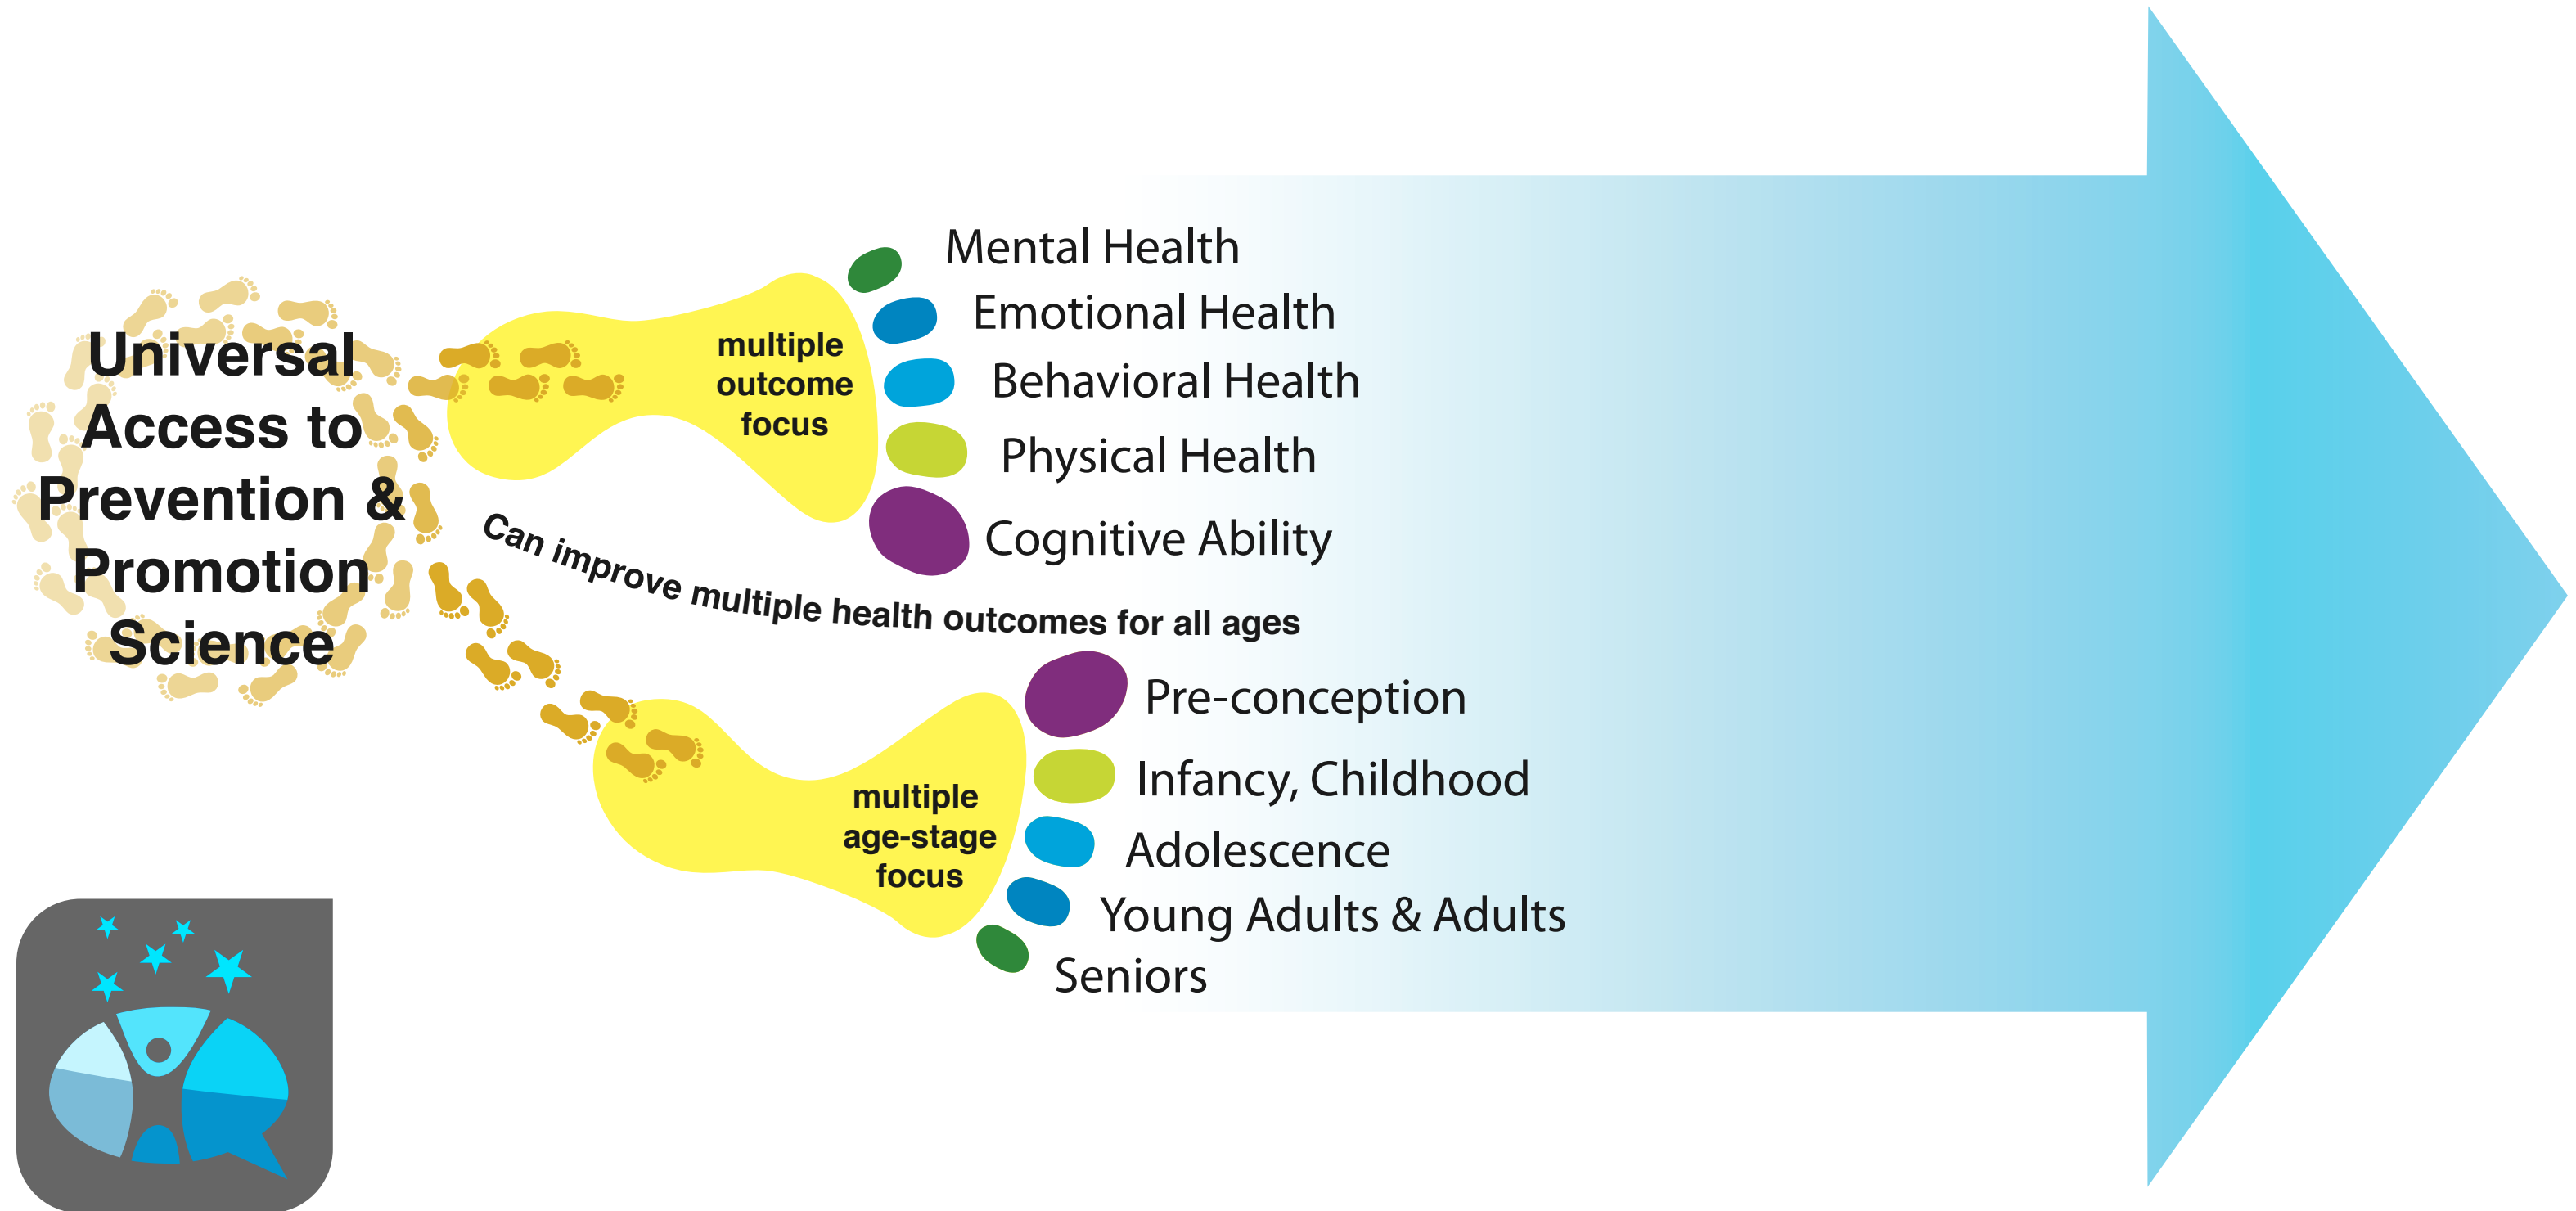 Universal
Access to
Prevention &
Promotion
Science
multiple
outcome
focus
Mental Health
Emotional Health
Behavioral Health
Physical Health
Cognitive Ability
Can improve multiple health outcomes for all ages
multiple
age-stage
focus
Pre-conception
Infancy, Childhood
Adolescence
Young Adults & Adults
Seniors